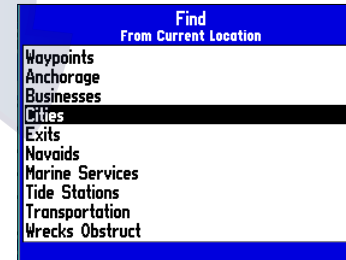 Find
From Current Location
Waypoints
Anchorage
Businesses
Cities
Exits
Navaids
Marine Services
Tide Stations
Transportation
Wrecks Obstruct